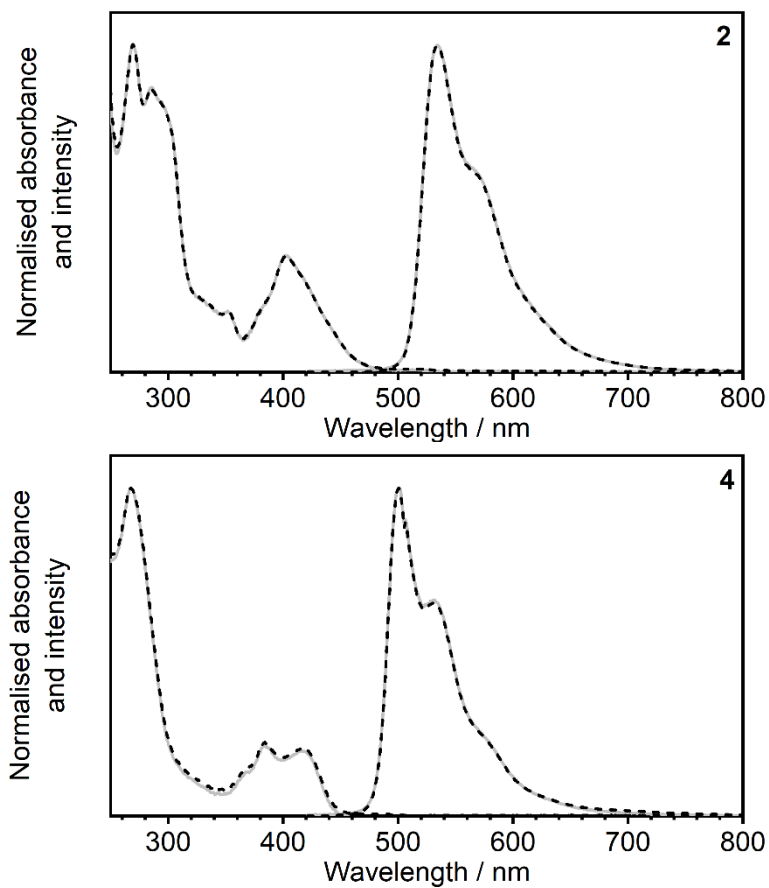 2
Normalised absorbance
and intensity
300 400 500 600 700 800
Wavelength / nm
4
Normalised absorbance
and intensity
300 400 500 600 700 800
Wavelength / nm